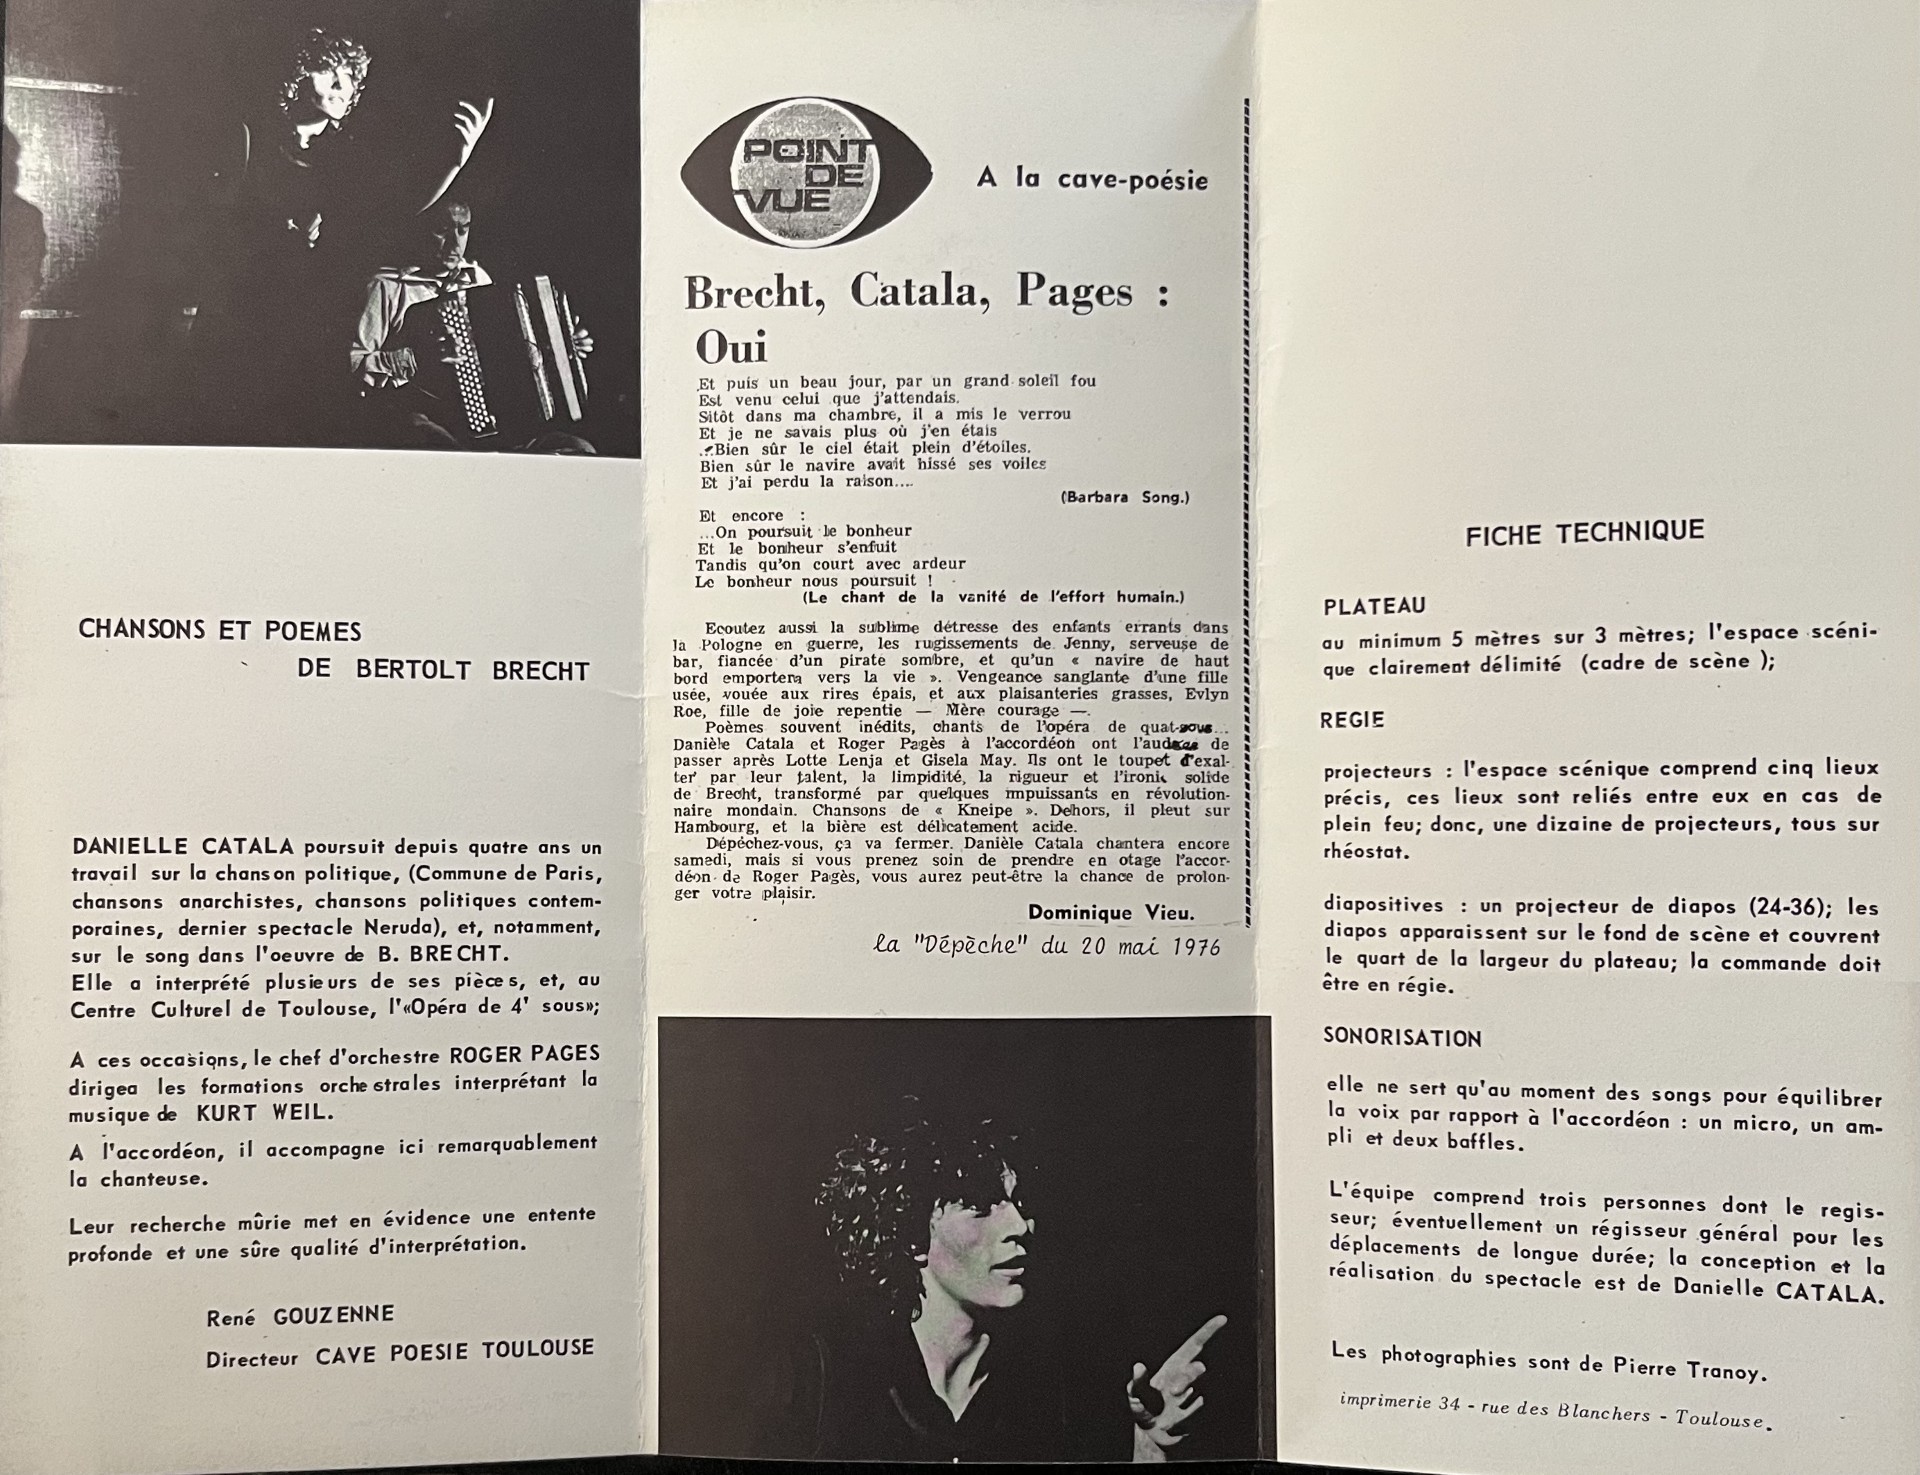 CHANSONS ET POEMES
DE BERTOLT BRECHT
DANIELLE CATALA poursuit depuis quatre ans un
travail sur la chanson politique, (Commune de Paris,
chansons anarchistes, chansons politiques contem-
poraines, dernier spectacle Neruda), et, notamment,
sur le song dans l'oeuvre de B. BRECHT.
Elle a interprété plusieurs de ses pièces, et, au
Centre Culturel de Toulouse, l'«Opéra de 4' sous»;
A ces occasions, le chef d'orchestre ROGER PAGES
dirigea les formations orchestrales interprétant la
musique de KURT WEIL.
A l'accordéon, il accompagne ici remarquablement
la chanteuse.
Leur recherche mûrie met en évidence une entente
profonde et une sûre qualité d'interprétation.
René GOUZENNE
Directeur CAVE POESIE TOULOUSE
POINT
DE
VUE
A la cave-poésie
Brecht, Catala, Pages :
Oui
Et puis un beau jour, par un grand soleil fou
Est venu celui que j'attendais.
Sitôt dans ma chambre, il a mis le verrou
Et je ne savais plus où j'en étais
Bien sûr le ciel était plein d'étoiles.
Bien sûr le navire avait hissé ses voiles
Et j'ai perdu la raison....
(Barbara Song.)
Et encore :
...On poursuit le bonheur
Et le bonheur s'enfuit
Tandis qu'on court avec ardeur
Le bonheur nous poursuit !
(Le chant de la vanité de l'effort humain.)
Ecoutez aussi la sublime détresse des enfants errants dans
la Pologne en guerre, les rugissements de Jenny, serveuse de
bar, fiancée d'un pirate sombre, et qu'un « navire de haut
bord emportera vers la vie ». Vengeance sanglante d'une fille
usée, vouée aux rires épais, et aux plaisanteries grasses, Evlyn
Roe, fille de joie repentie — Mère courage —.
Poèmes souvent inédits, chants de l'opéra de quat-sous...
Danièle Catala et Roger Pagès à l'accordéon ont l'audace de
passer après Lotte Lenja et Gisela May. Ils ont le toupet d'exal-
ter par leur talent, la limpidité, la rigueur et l'ironie solide
de Brecht, transformé par quelques impuissants en révolution-
naire mondain. Chansons de « Kneipe ». Dehors, il pleut sur
Hambourg, et la bière est délicatement acide.
Dépéchez-vous, ça va fermer. Danièle Catala chantera encore
samedi, mais si vous prenez soin de prendre en otage l'accor-
déon de Roger Pagès, vous aurez peut-être la chance de prolon-
ger votre plaisir.
Dominique Vieu.
la "Dépèche" du 20 mai 1976
FICHE TECHNIQUE
PLATEAU
au minimum 5 mètres sur 3 mètres; l'espace scéni-
que clairement délimité (cadre de scène );
REGIE
projecteurs : l'espace scénique comprend cinq lieux
précis, ces lieux sont reliés entre eux en cas de
plein feu; donc, une dizaine de projecteurs, tous sur
rhéostat.
diapositives : un projecteur de diapos (24-36); les
diapos apparaissent sur le fond de scène et couvrent
le quart de la largeur du plateau; la commande doit
être en régie.
SONORISATION
elle ne sert qu'au moment des songs pour équilibrer
la voix par rapport à l'accordéon : un micro, un am-
pli et deux baffles.
L'équipe comprend trois personnes dont le regis-
seur; éventuellement un régisseur général pour les
déplacements de longue durée; la conception et la
réalisation du spectacle est de Danielle CATALA.
Les photographies sont de Pierre Tranoy.
imprimerie 34 - rue des Blanchers - Toulouse.